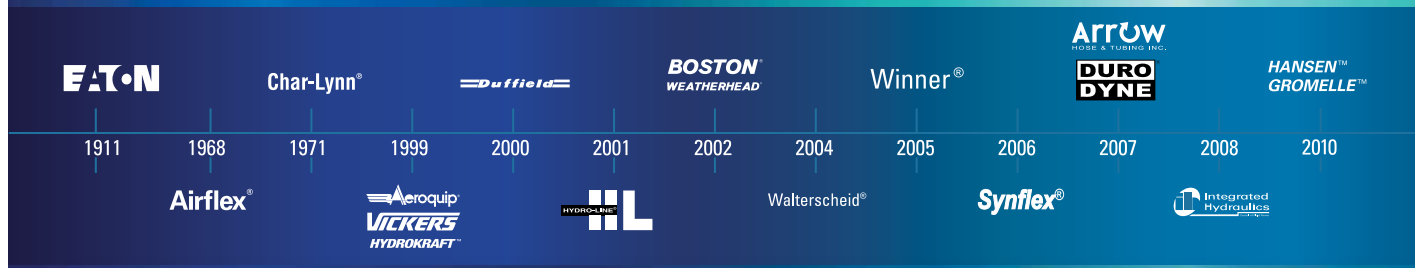 EATON
Char-Lynn®
Duffield
BOSTON®
WEATHERHEAD®
Winner®
Arrow
HOSE & TUBING INC.
DURO
DYNE
HANSEN™
GROMELLE™
1911 1968 1971 1999 2000 2001 2002 2004 2005 2006 2007 2008 2010
Airflex®
Aeroquip®
VICKERS
HYDROKRAFT™
HYDRO-LINE® HL
Walterscheid®
Synflex®
Integrated
Hydraulics